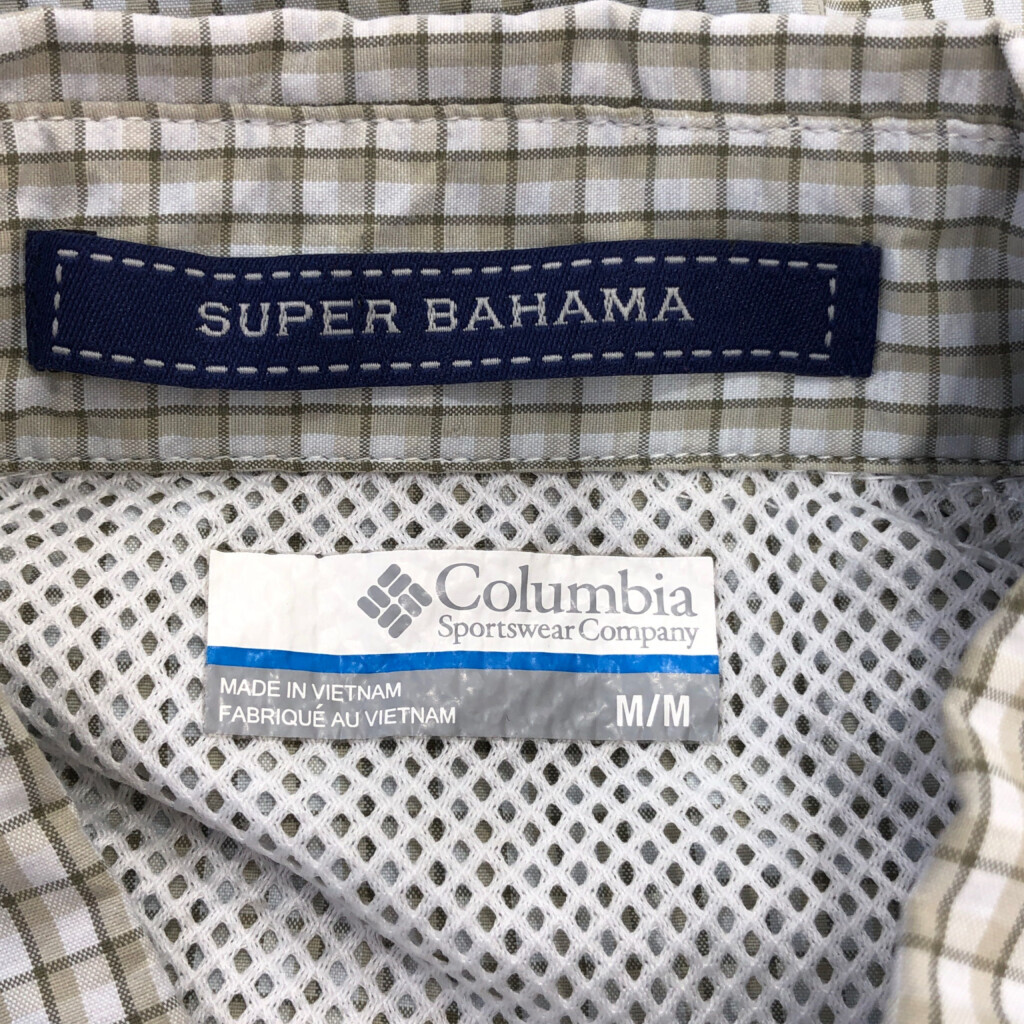 SUPER BAHAMA
Columbia
Sportswear Company
MADE IN VIETNAM
FABRIQUÉ AU VIETNAM
M/M